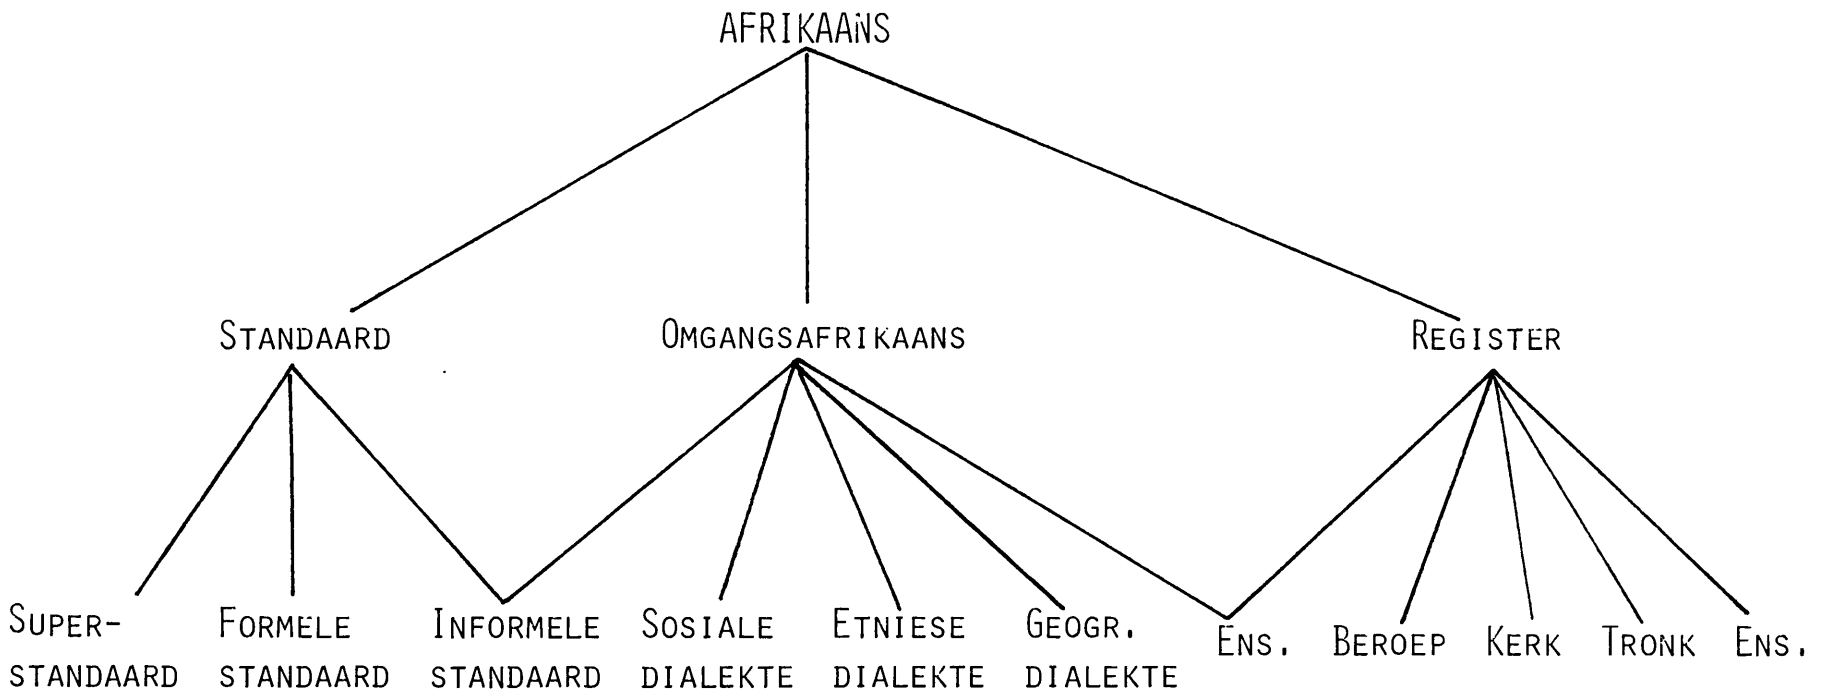 AFRIKAANS
STANDAARD OMGANGSAFRIKAANS REGISTER
SUPER- FORMELE INFORMELE SOSIALE ETNIESE GEOGR. ENS. BEROEP KERK TRONK ENS.
STANDAARD STANDAARD STANDAARD DIALEKTE DIALEKTE DIALEKTE